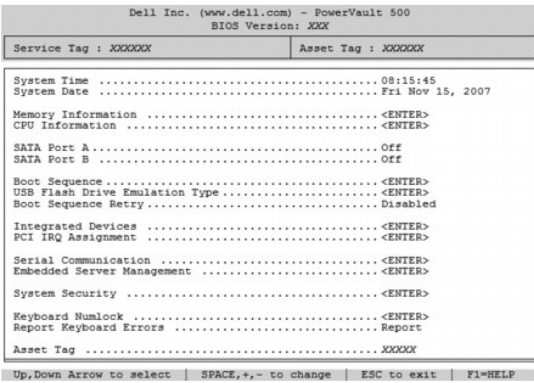 Dell Inc. (www.dell.com) - PowerVault 500
BIOS Version: XXX
Service Tag : XXXXXX Asset Tag : XXXXXX
System Time ........................................ 08:15:45
System Date ........................................ Fri Nov 15, 2007
Memory Information ................................. <ENTER>
CPU Information .................................... <ENTER>
SATA Port A ........................................ Off
SATA Port B ........................................ Off
Boot Sequence ...................................... <ENTER>
USB Flash Drive Emulation Type ..................... <ENTER>
Boot Sequence Retry ................................ Disabled
Integrated Devices ................................. <ENTER>
PCI IRQ Assignment ................................. <ENTER>
Serial Communication ............................... <ENTER>
Embedded Server Management ......................... <ENTER>
System Security .................................... <ENTER>
Keyboard Numlock ................................... <ENTER>
Report Keyboard Errors ............................. Report
Asset Tag .......................................... XXXXX
Up,Down Arrow to select | SPACE,+,- to change | ESC to exit | F1=HELP